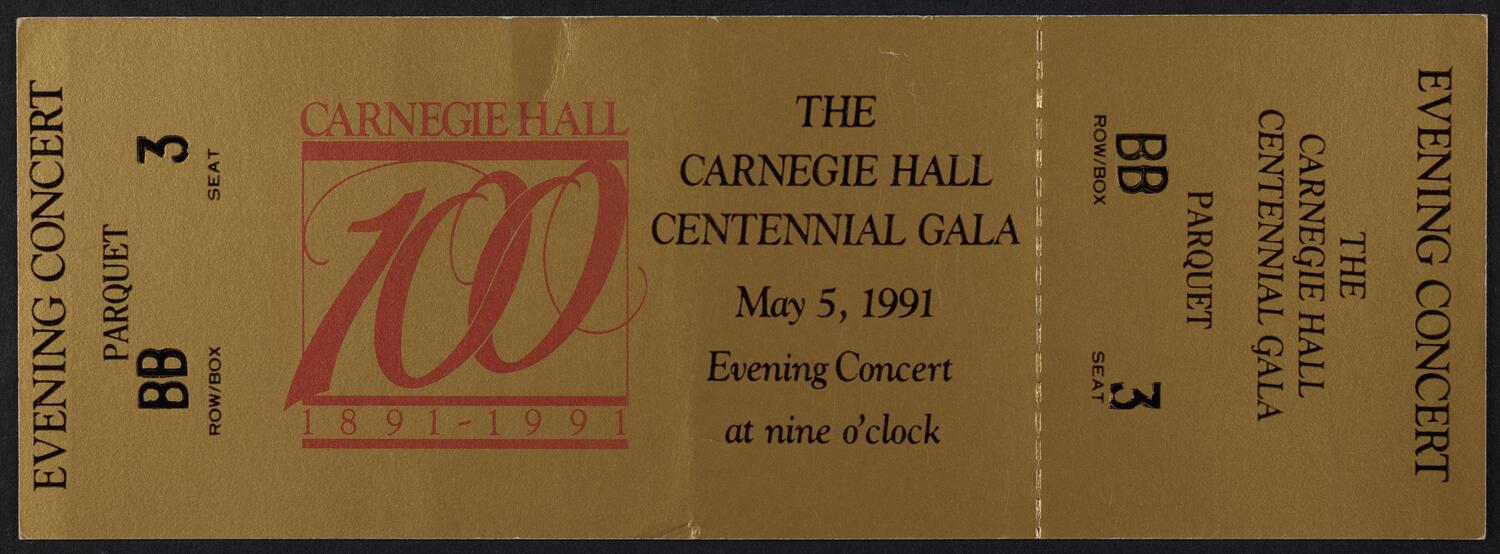 EVENING CONCERT
PARQUET
BB 3
ROW/BOX SEAT
CARNEGIE HALL
100
1891-1991
THE
CARNEGIE HALL
CENTENNIAL GALA
May 5, 1991
Evening Concert
at nine o'clock
EVENING CONCERT
THE
CARNEGIE HALL
CENTENNIAL GALA
PARQUET
BB 3
ROW/BOX SEAT